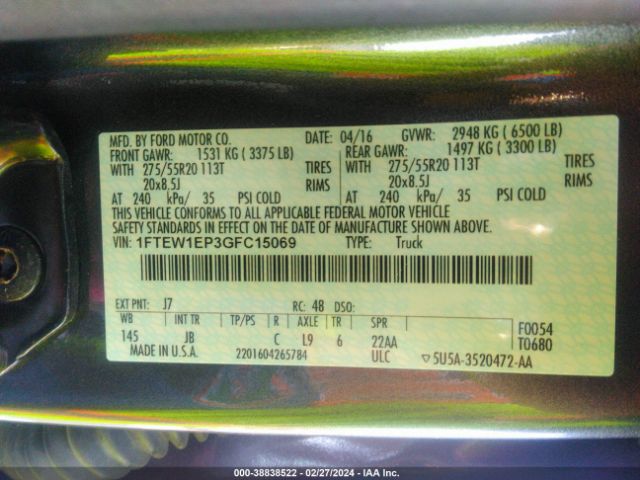 MFD. BY FORD MOTOR CO. DATE: 04/16 GVWR: 2948 KG ( 6500 LB)
FRONT GAWR: 1531 KG ( 3375 LB) REAR GAWR: 1497 KG ( 3300 LB)
WITH 275/55R20 113T TIRES WITH 275/55R20 113T TIRES
20x8.5J RIMS 20x8.5J RIMS
AT 240 kPa/ 35 PSI COLD AT 240 kPa/ 35 PSI COLD
THIS VEHICLE CONFORMS TO ALL APPLICABLE FEDERAL MOTOR VEHICLE
SAFETY STANDARDS IN EFFECT ON THE DATE OF MANUFACTURE SHOWN ABOVE.
VIN: 1FTEW1EP3GFC15069 TYPE: Truck
EXT PNT: J7 RC: 48 DSO:
WB INT TR TP/PS R AXLE TR SPR F0054
145 JB C L9 6 22AA T0680
MADE IN U.S.A. 2201604265784 ULC ▽5U5A-3520472-AA
000-38838522 - 02/27/2024 - IAA Inc.